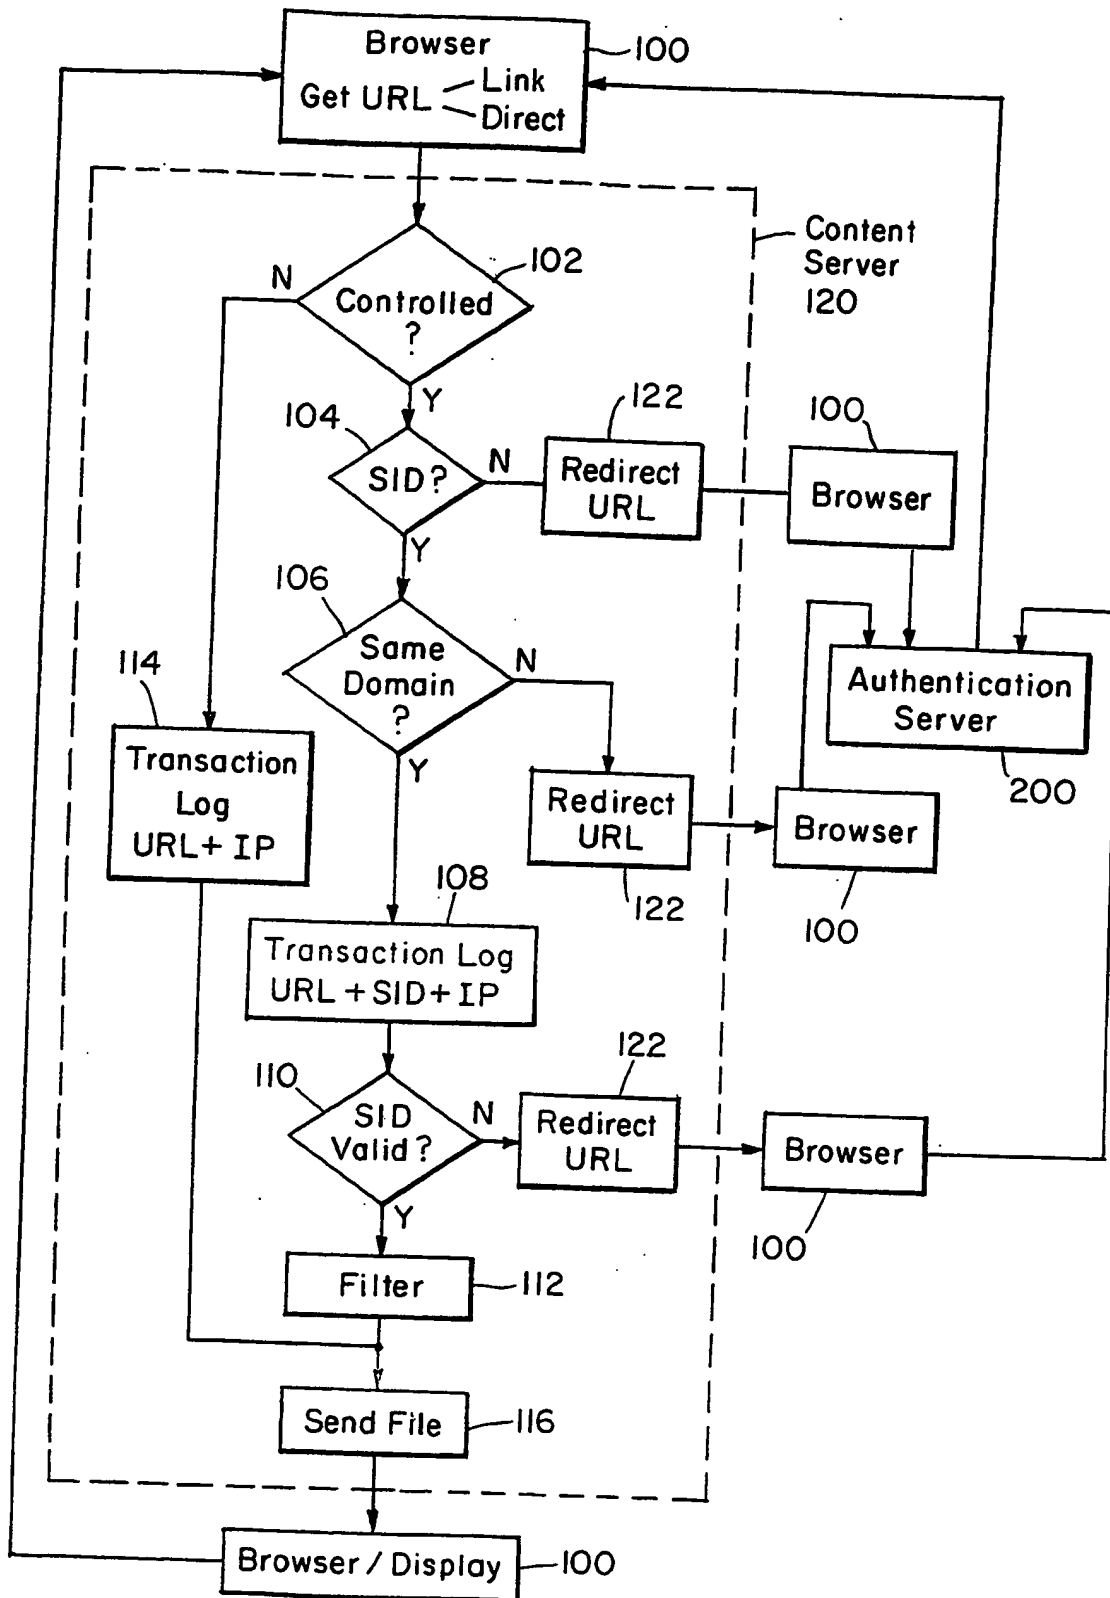 Browser
100
Get URL
Link
Direct
Content
Server
120
N
102
Controlled
?
Y
104
SID?
N
122
Redirect
URL
100
Browser
Y
106
Same
Domain
?
N
Authentication
Server
200
114
Transaction
Log
URL+ IP
Y
Redirect
URL
122
Browser
100
108
Transaction Log
URL+SID+IP
110
SID
Valid?
N
122
Redirect
URL
Browser
100
Y
Filter
112
Send File
116
Browser / Display
100